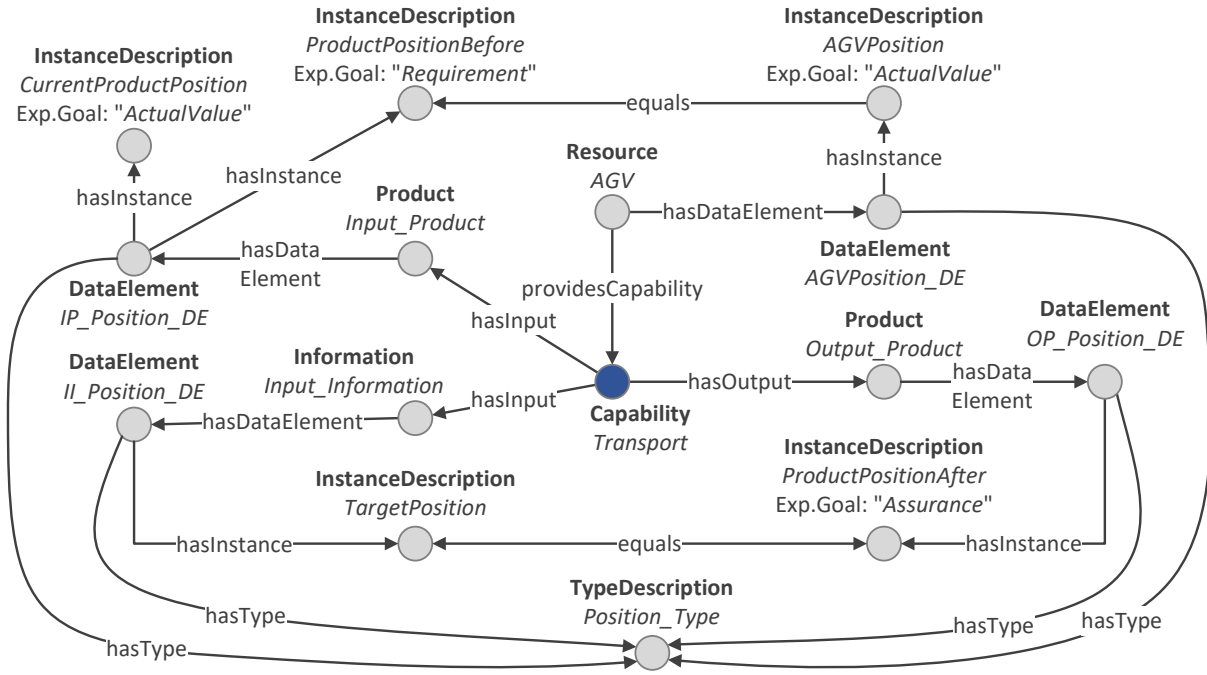 InstanceDescription
CurrentProductPosition
Exp.Goal: "ActualValue"
InstanceDescription
ProductPositionBefore
Exp.Goal: "Requirement"
InstanceDescription
AGVPosition
Exp.Goal: "ActualValue"
equals
hasInstance
hasInstance
hasInstance
Resource
AGV
hasDataElement
Product
Input_Product
hasData
Element
DataElement
IP_Position_DE
DataElement
AGVPosition_DE
providesCapability
hasInput
Product
Output_Product
DataElement
OP_Position_DE
DataElement
II_Position_DE
Information
Input_Information
hasInput
hasDataElement
hasOutput
hasData
Element
Capability
Transport
InstanceDescription
TargetPosition
InstanceDescription
ProductPositionAfter
Exp.Goal: "Assurance"
hasInstance
equals
hasInstance
TypeDescription
Position_Type
hasType
hasType
hasType
hasType